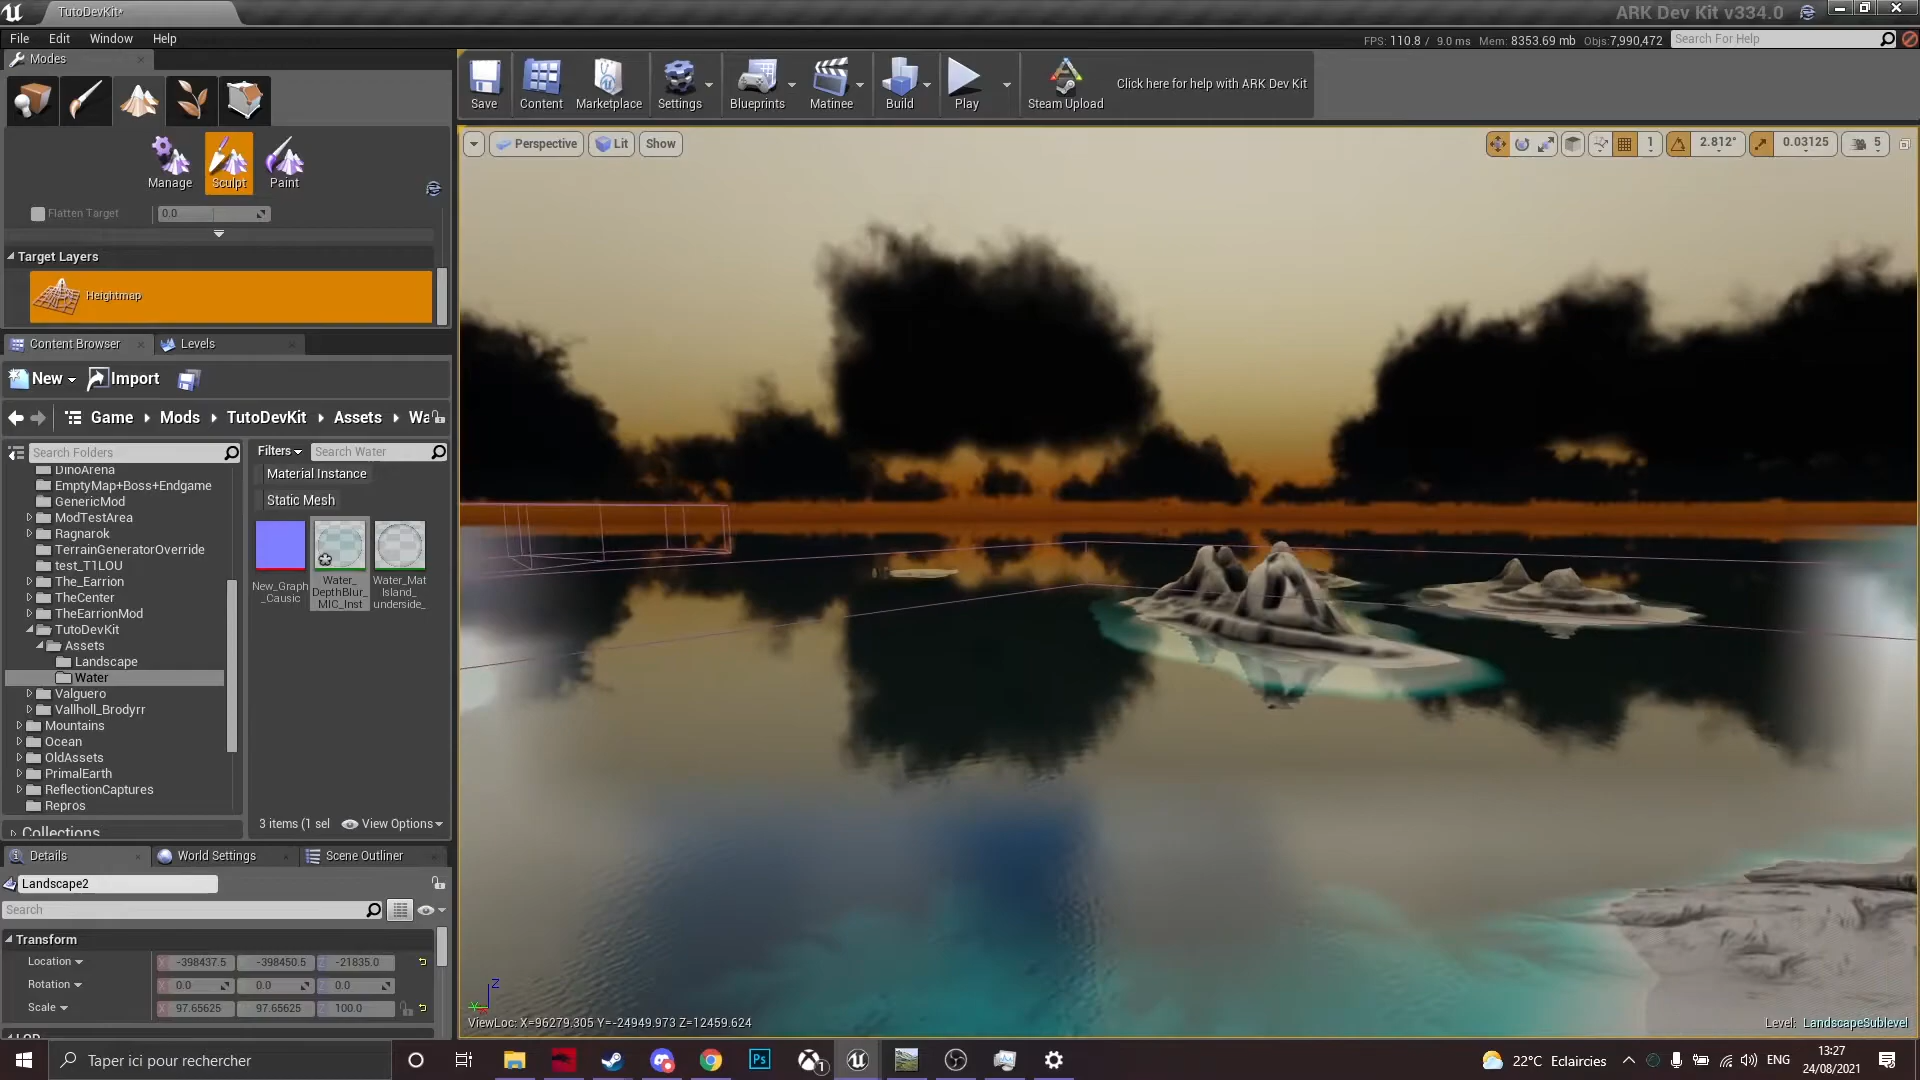 TutoDevKit*
ARK Dev Kit v334.0
File Edit Window Help
FPS: 110.8 / 9.0 ms Mem: 8353.69 mb Objs:7,990,472
Search For Help
Modes
Save
Content
Marketplace
Settings
Blueprints
Matinee
Build
Play
Steam Upload
Click here for help with ARK Dev Kit
Manage
Sculpt
Paint
Flatten Target 0.0
Target Layers
Heightmap
Perspective Lit Show
1 2.812° 0.03125 5
Content Browser Levels
New Import
Game Mods TutoDevKit Assets
Search Folders
DinoArena
EmptyMap+Boss+Endgame
GenericMod
ModTestArea
Ragnarok
TerrainGeneratorOverride
test_T1LOU
The_Earrion
TheCenter
TheEarrionMod
TutoDevKit
Assets
Landscape
Water
Valguero
Vallholl_Brodyrr
Mountains
Ocean
OldAssets
PrimalEarth
ReflectionCaptures
Repros
Collections
Filters Search Water
Material Instance
Static Mesh
New_Graph
_Causic
Water_
DepthBlur_
MIC_Inst
Water_Mat
Island_
underside_
3 items (1 sel View Options
Details World Settings Scene Outliner
Landscape2
Search
Transform
Location X -398437.5 -398450.5 Z -21835.0
Rotation X 0.0 0.0 Z 0.0
Scale X 97.65625 97.65625 Z 100.0
Z
ViewLoc: X=96279.305 Y=-24949.973 Z=12459.624
Level: LandscapeSublevel
Taper ici pour rechercher
Ps
1
22°C Eclaircies
ENG
13:27
24/08/2021